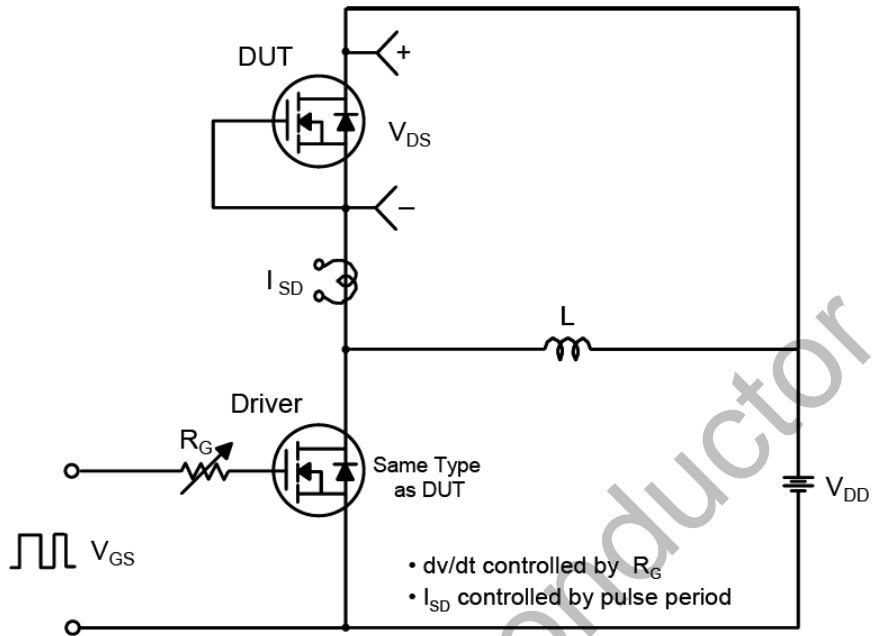 DUT
+
V_DS
–
I_SD
L
Driver
R_G
Same Type
as DUT
V_DD
V_GS
• dv/dt controlled by R_G
• I_SD controlled by pulse period
onductor